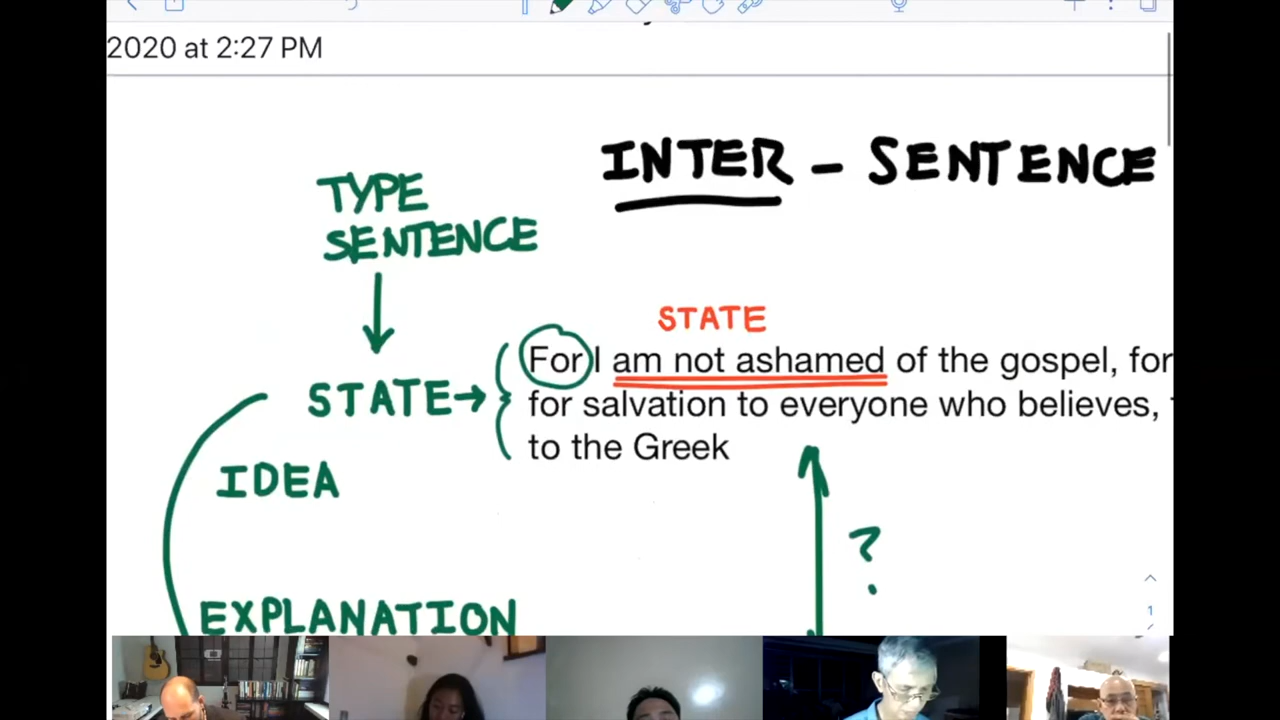 2020 at 2:27 PM
INTER - SENTENCE
TYPE
SENTENCE
STATE
For I am not ashamed of the gospel, for
STATE→
for salvation to everyone who believes,
to the Greek
IDEA
?
EXPLANATION
1